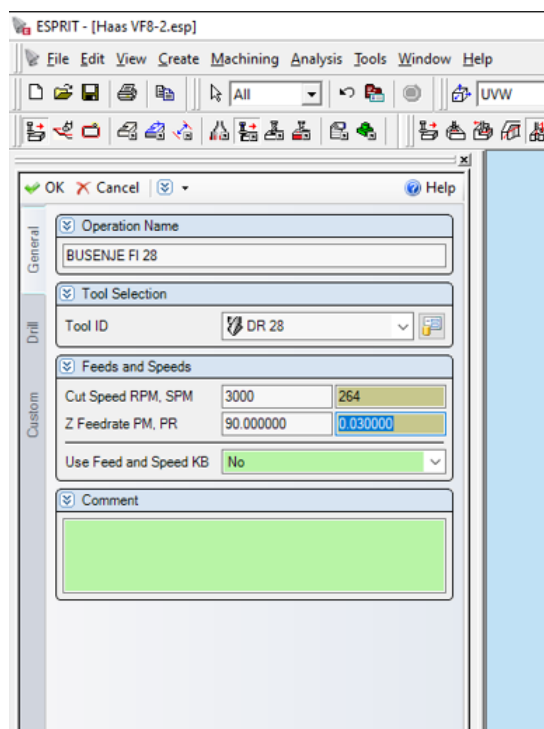 ESPRIT - [Haas VF8-2.esp]
File Edit View Create Machining Analysis Tools Window Help
All UVW
OK Cancel Help
General
Drill
Custom
Operation Name
BUSENJE FI 28
Tool Selection
Tool ID DR 28
Feeds and Speeds
Cut Speed RPM, SPM 3000 264
Z Feedrate PM, PR 90.000000 0.030000
Use Feed and Speed KB No
Comment